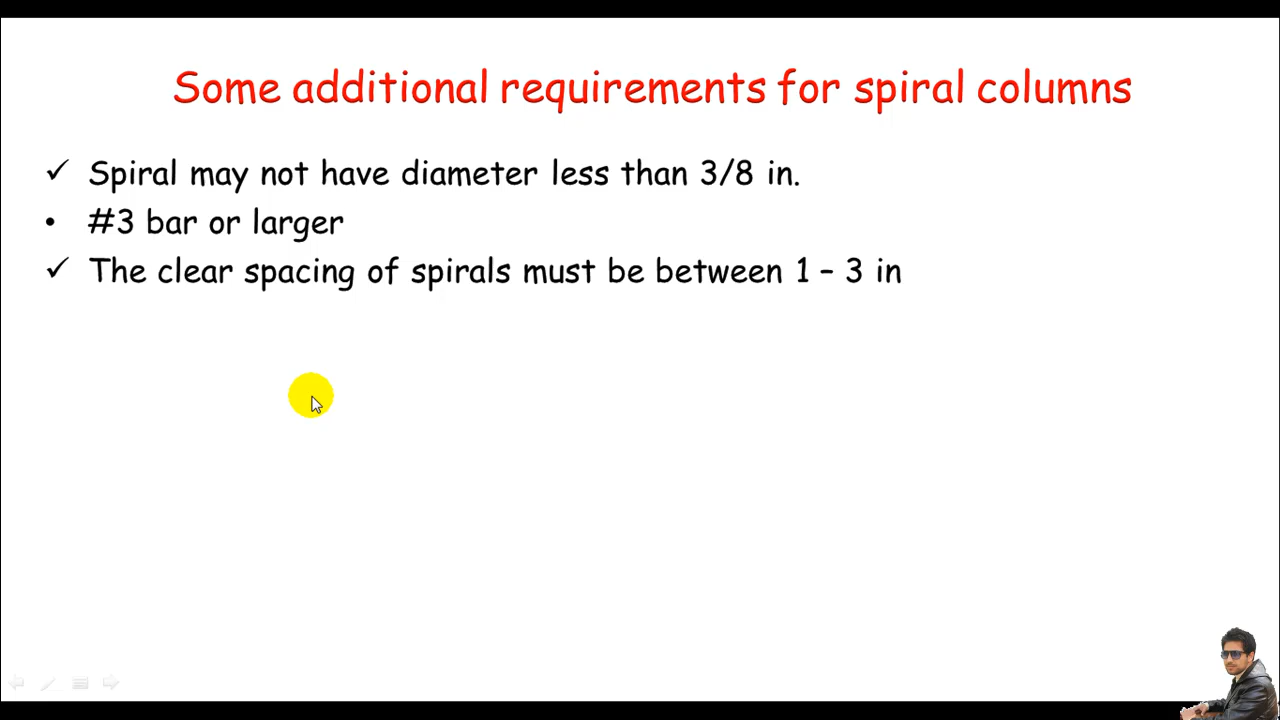 Some additional requirements for spiral columns
✓ Spiral may not have diameter less than 3/8 in.
• #3 bar or larger
✓ The clear spacing of spirals must be between 1 – 3 in